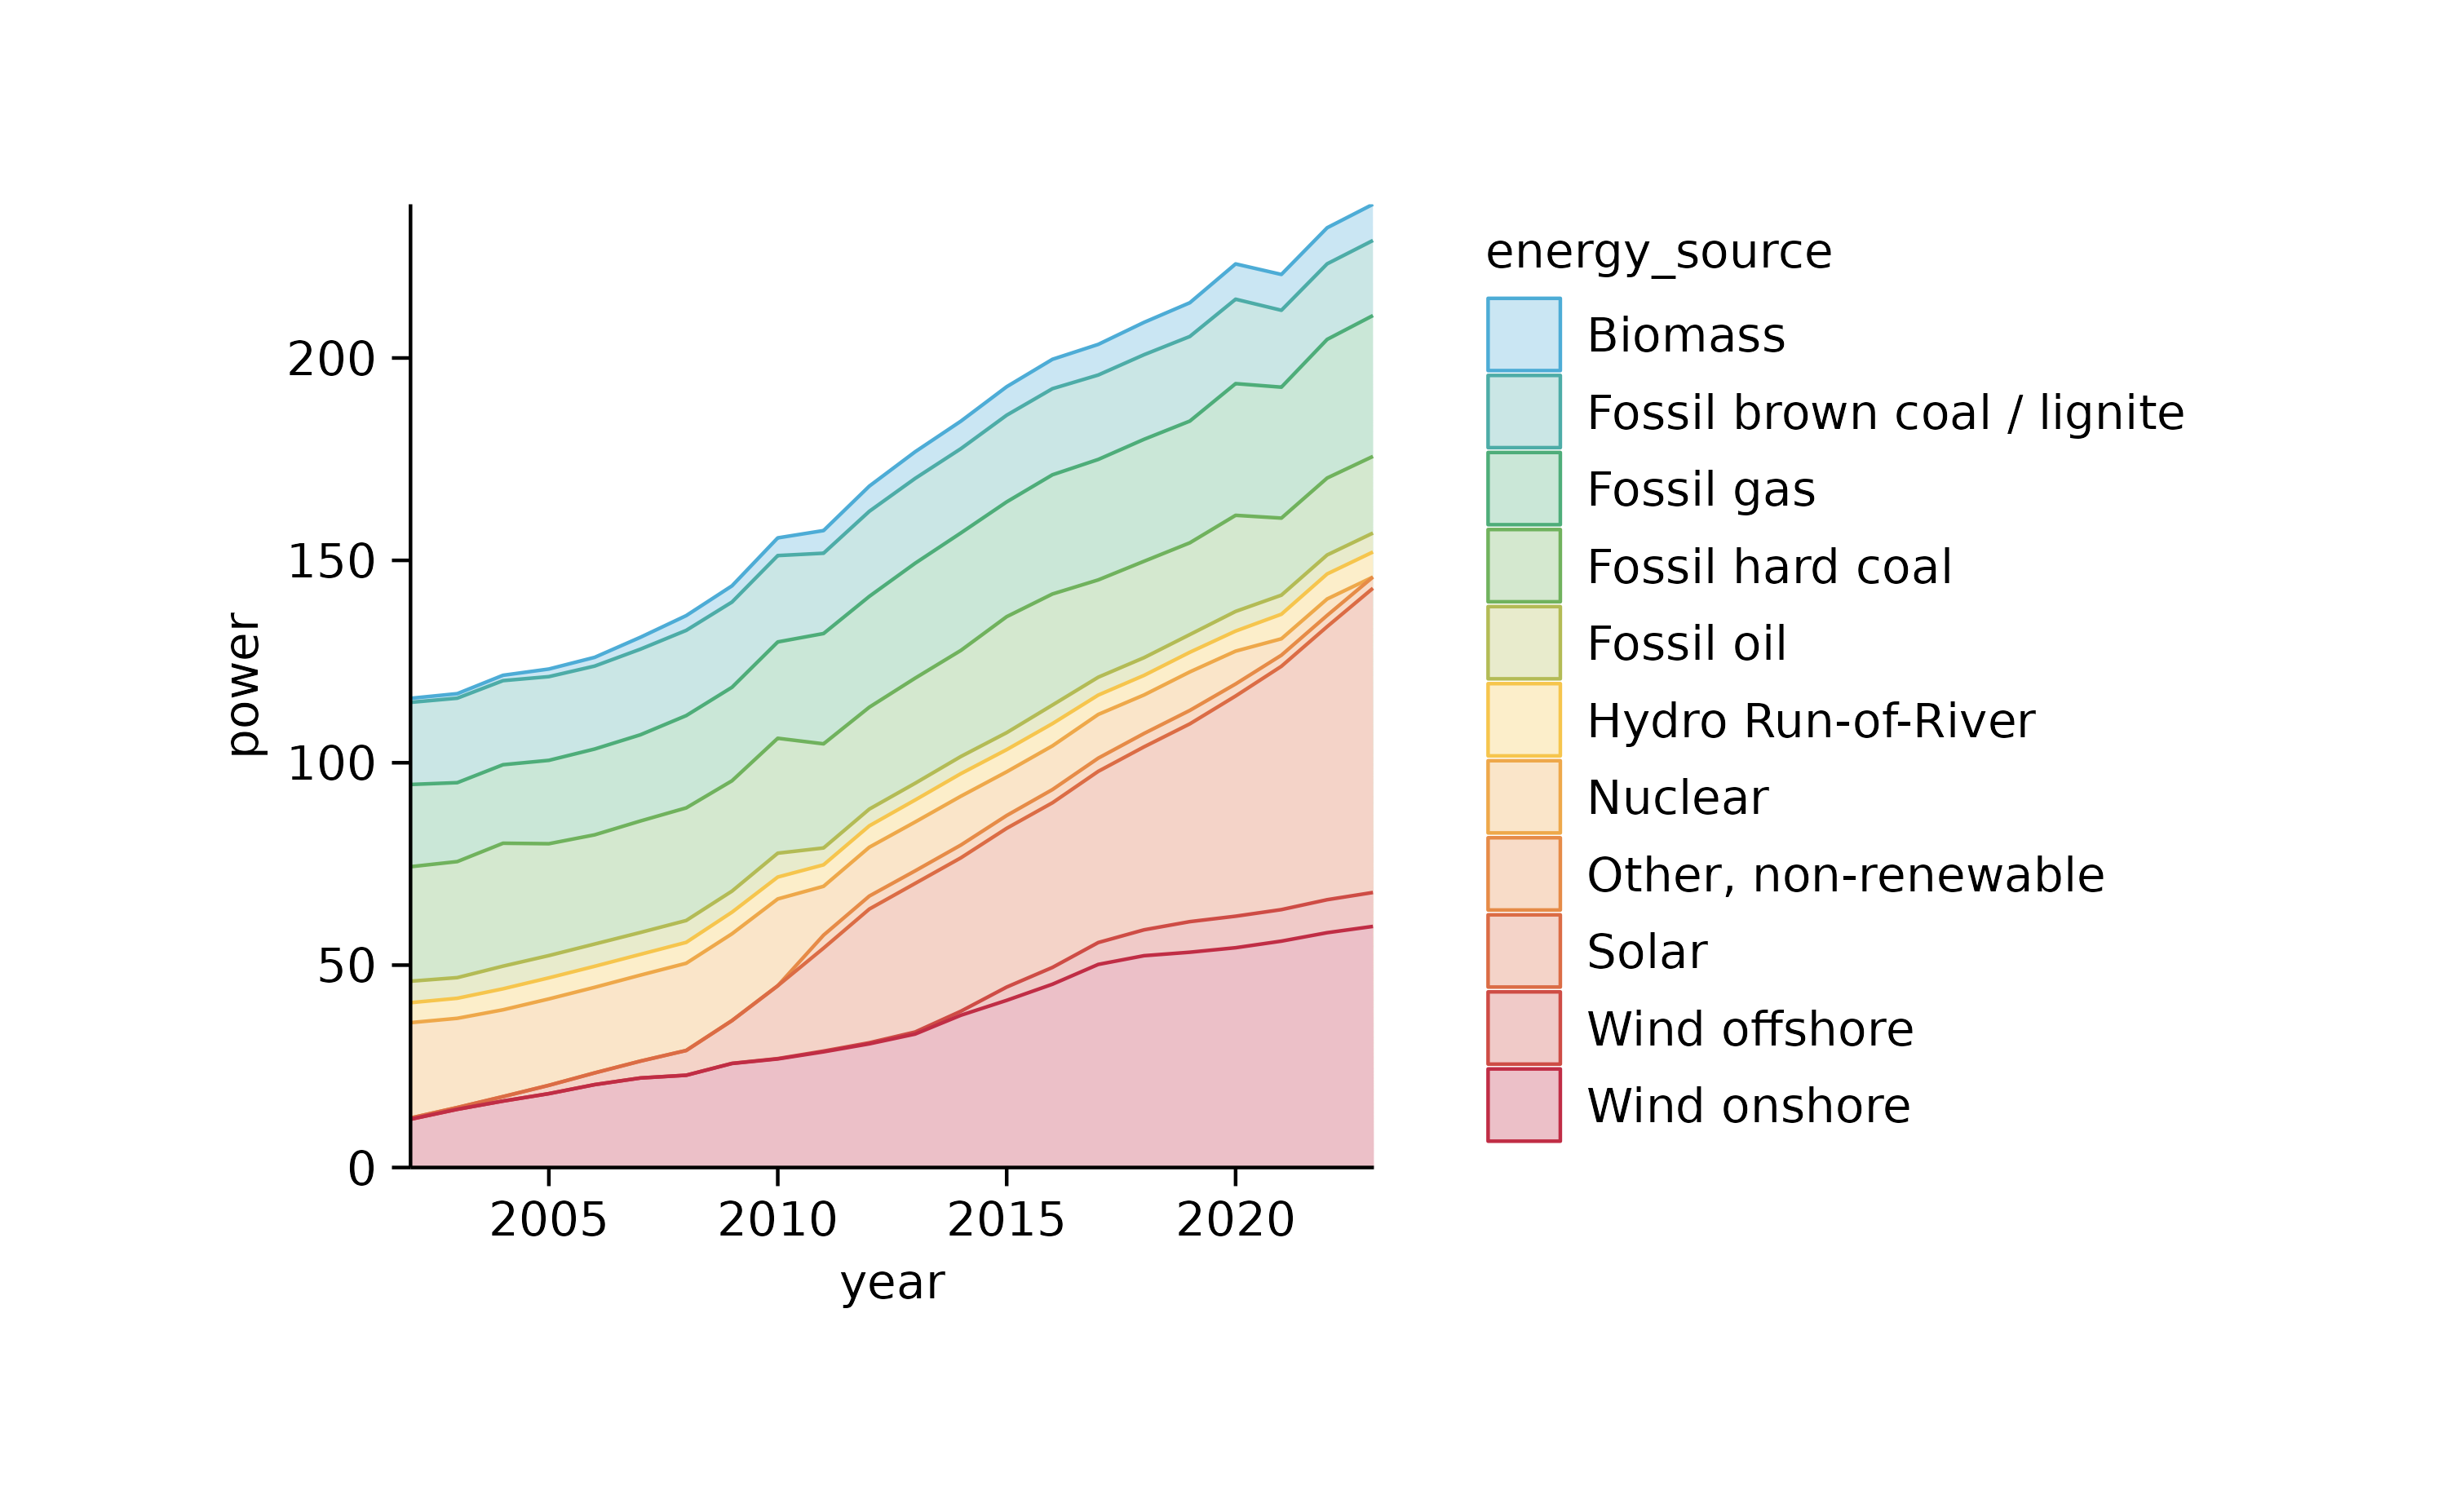 power
200
150
100
50
0
2005
2010
2015
2020
year
energy_source
Biomass
Fossil brown coal / lignite
Fossil gas
Fossil hard coal
Fossil oil
Hydro Run-of-River
Nuclear
Other, non-renewable
Solar
Wind offshore
Wind onshore